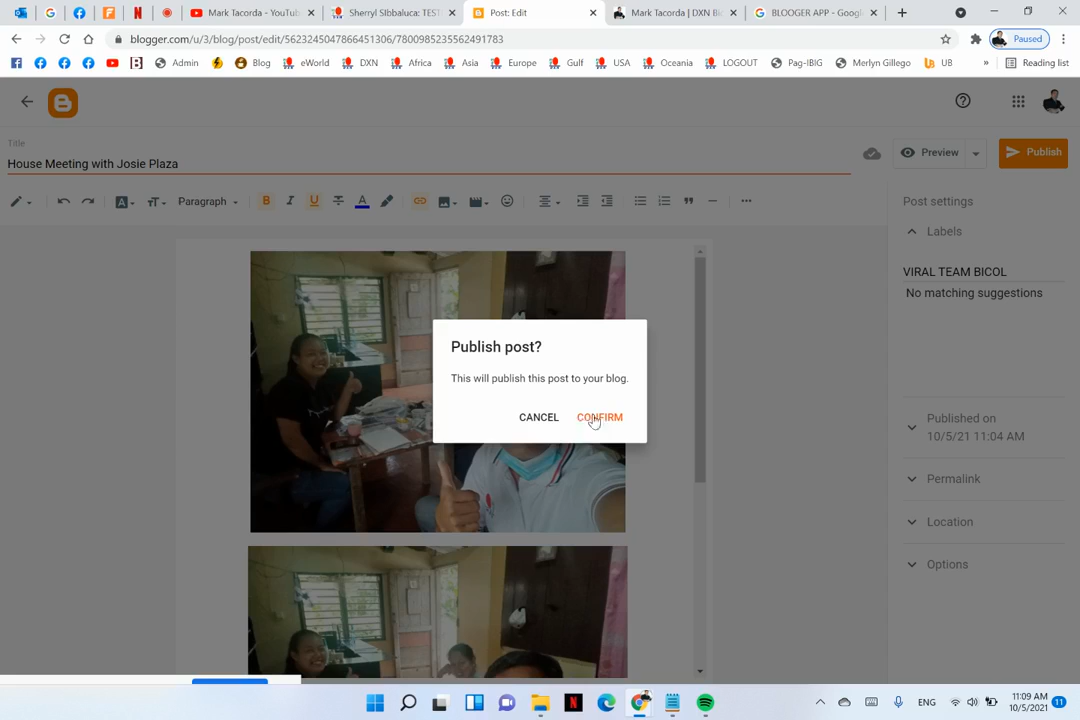 Mark Tacorda - YouTub
Sherryl SIbbaluca: TEST
Post: Edit
Mark Tacorda | DXN Bi
BLOOGER APP - Googl
blogger.com/u/3/blog/post/edit/5623245047866451306/7800985235562491783
Paused
Admin
Blog
eWorld
DXN
Africa
Asia
Europe
Gulf
USA
Oceania
LOGOUT
Pag-IBIG
Merlyn Gillego
UB
»
Reading list
Title
House Meeting with Josie Plaza
Preview
Publish
Paragraph
B I U
Post settings
Labels
VIRAL TEAM BICOL
No matching suggestions
Publish post?
This will publish this post to your blog.
CANCEL CONFIRM
Published on
10/5/21 11:04 AM
Permalink
Location
Options
ENG
11:09 AM
10/5/2021
11